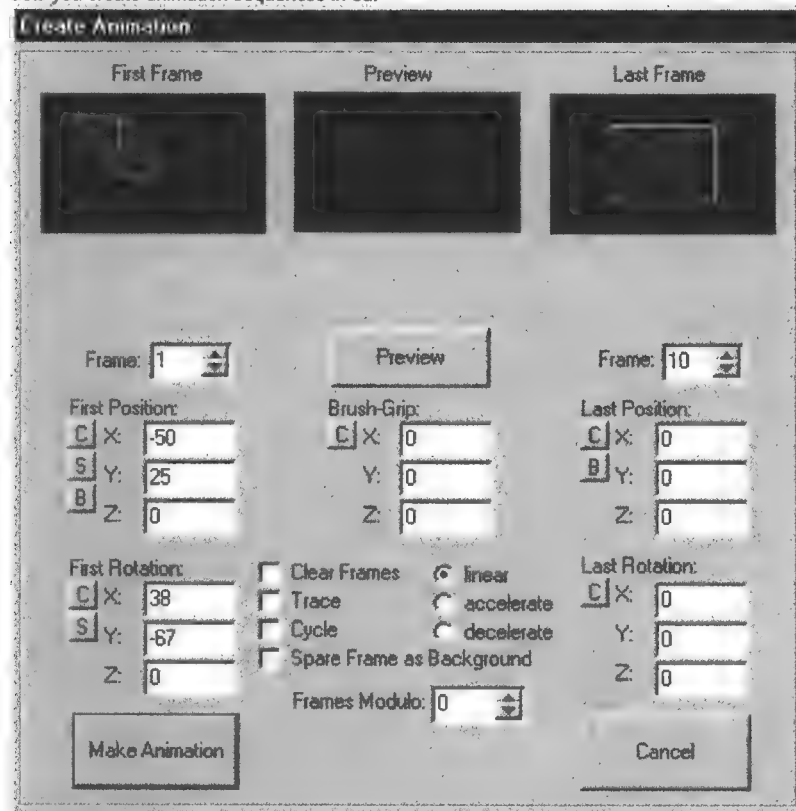 Create Animation
First Frame Preview Last Frame
Frame: 1 Preview Frame: 10
First Position: Brush-Grip: Last Position:
C X: -50 C X: 0 C X: 0
S Y: 25 Y: 0 B Y: 0
B Z: 0 Z: 0 Z: 0
First Rotation: Clear Frames linear Last Rotation:
C X: 38 Trace accelerate C X: 0
S Y: -67 Cycle decelerate Y: 0
Z: 0 Spare Frame as Background Z: 0
Frames Modulo: 0
Make Animation Cancel